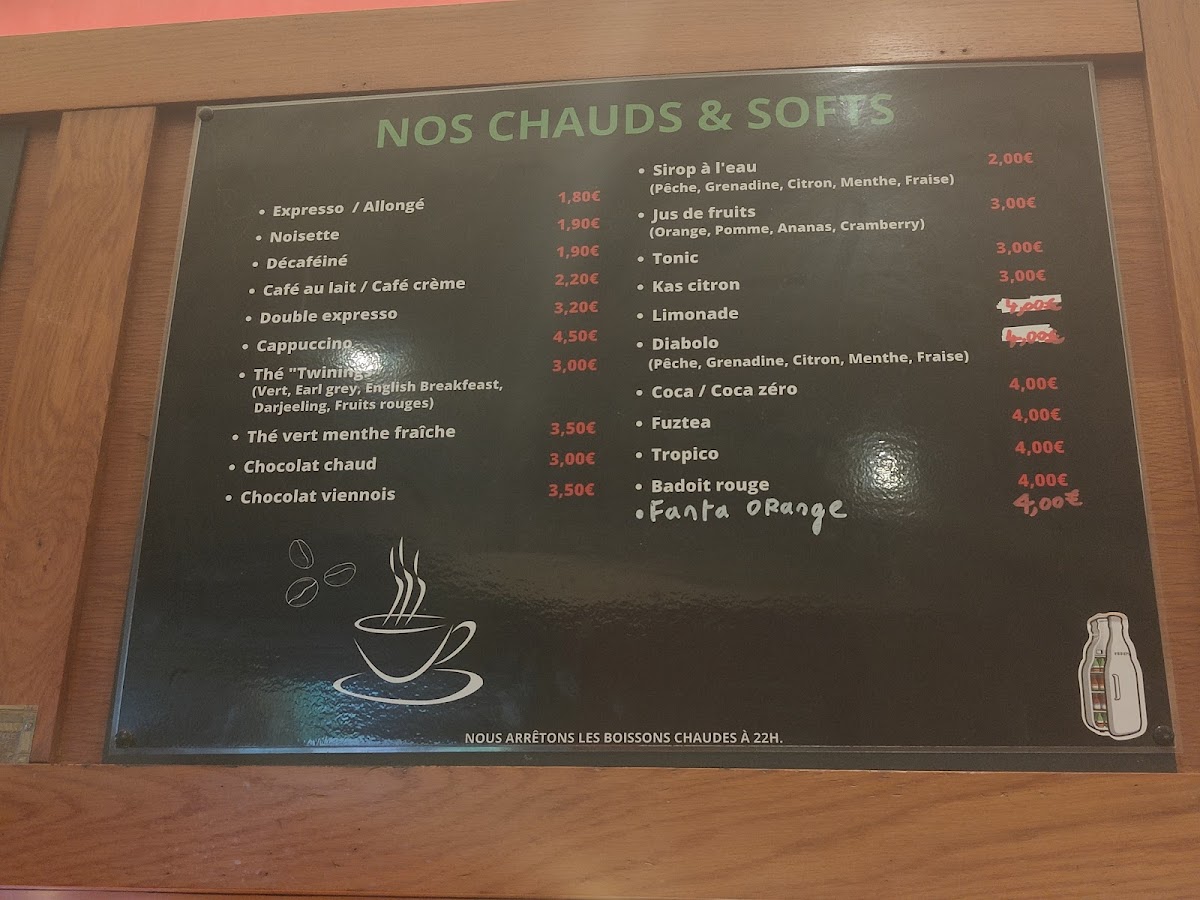 NOS CHAUDS & SOFTS
• Expresso / Allongé 1,80€
• Noisette 1,90€
• Décaféiné 1,90€
• Café au lait / Café crème 2,20€
• Double expresso 3,20€
• Cappuccino 4,50€
• Thé "Twining 3,00€
(Vert, Earl grey, English Breakfeast,
Darjeeling, Fruits rouges)
• Thé vert menthe fraîche 3,50€
• Chocolat chaud 3,00€
• Chocolat viennois 3,50€
• Sirop à l'eau 2,00€
(Pêche, Grenadine, Citron, Menthe, Fraise)
• Jus de fruits 3,00€
(Orange, Pomme, Ananas, Cramberry)
• Tonic 3,00€
• Kas citron 3,00€
• Limonade 4,00€
• Diabolo 4,00€
(Pêche, Grenadine, Citron, Menthe, Fraise)
• Coca / Coca zéro 4,00€
• Fuztea 4,00€
• Tropico 4,00€
• Badoit rouge 4,00€
• Fanta ORange 4,00€
NOUS ARRÊTONS LES BOISSONS CHAUDES À 22H.